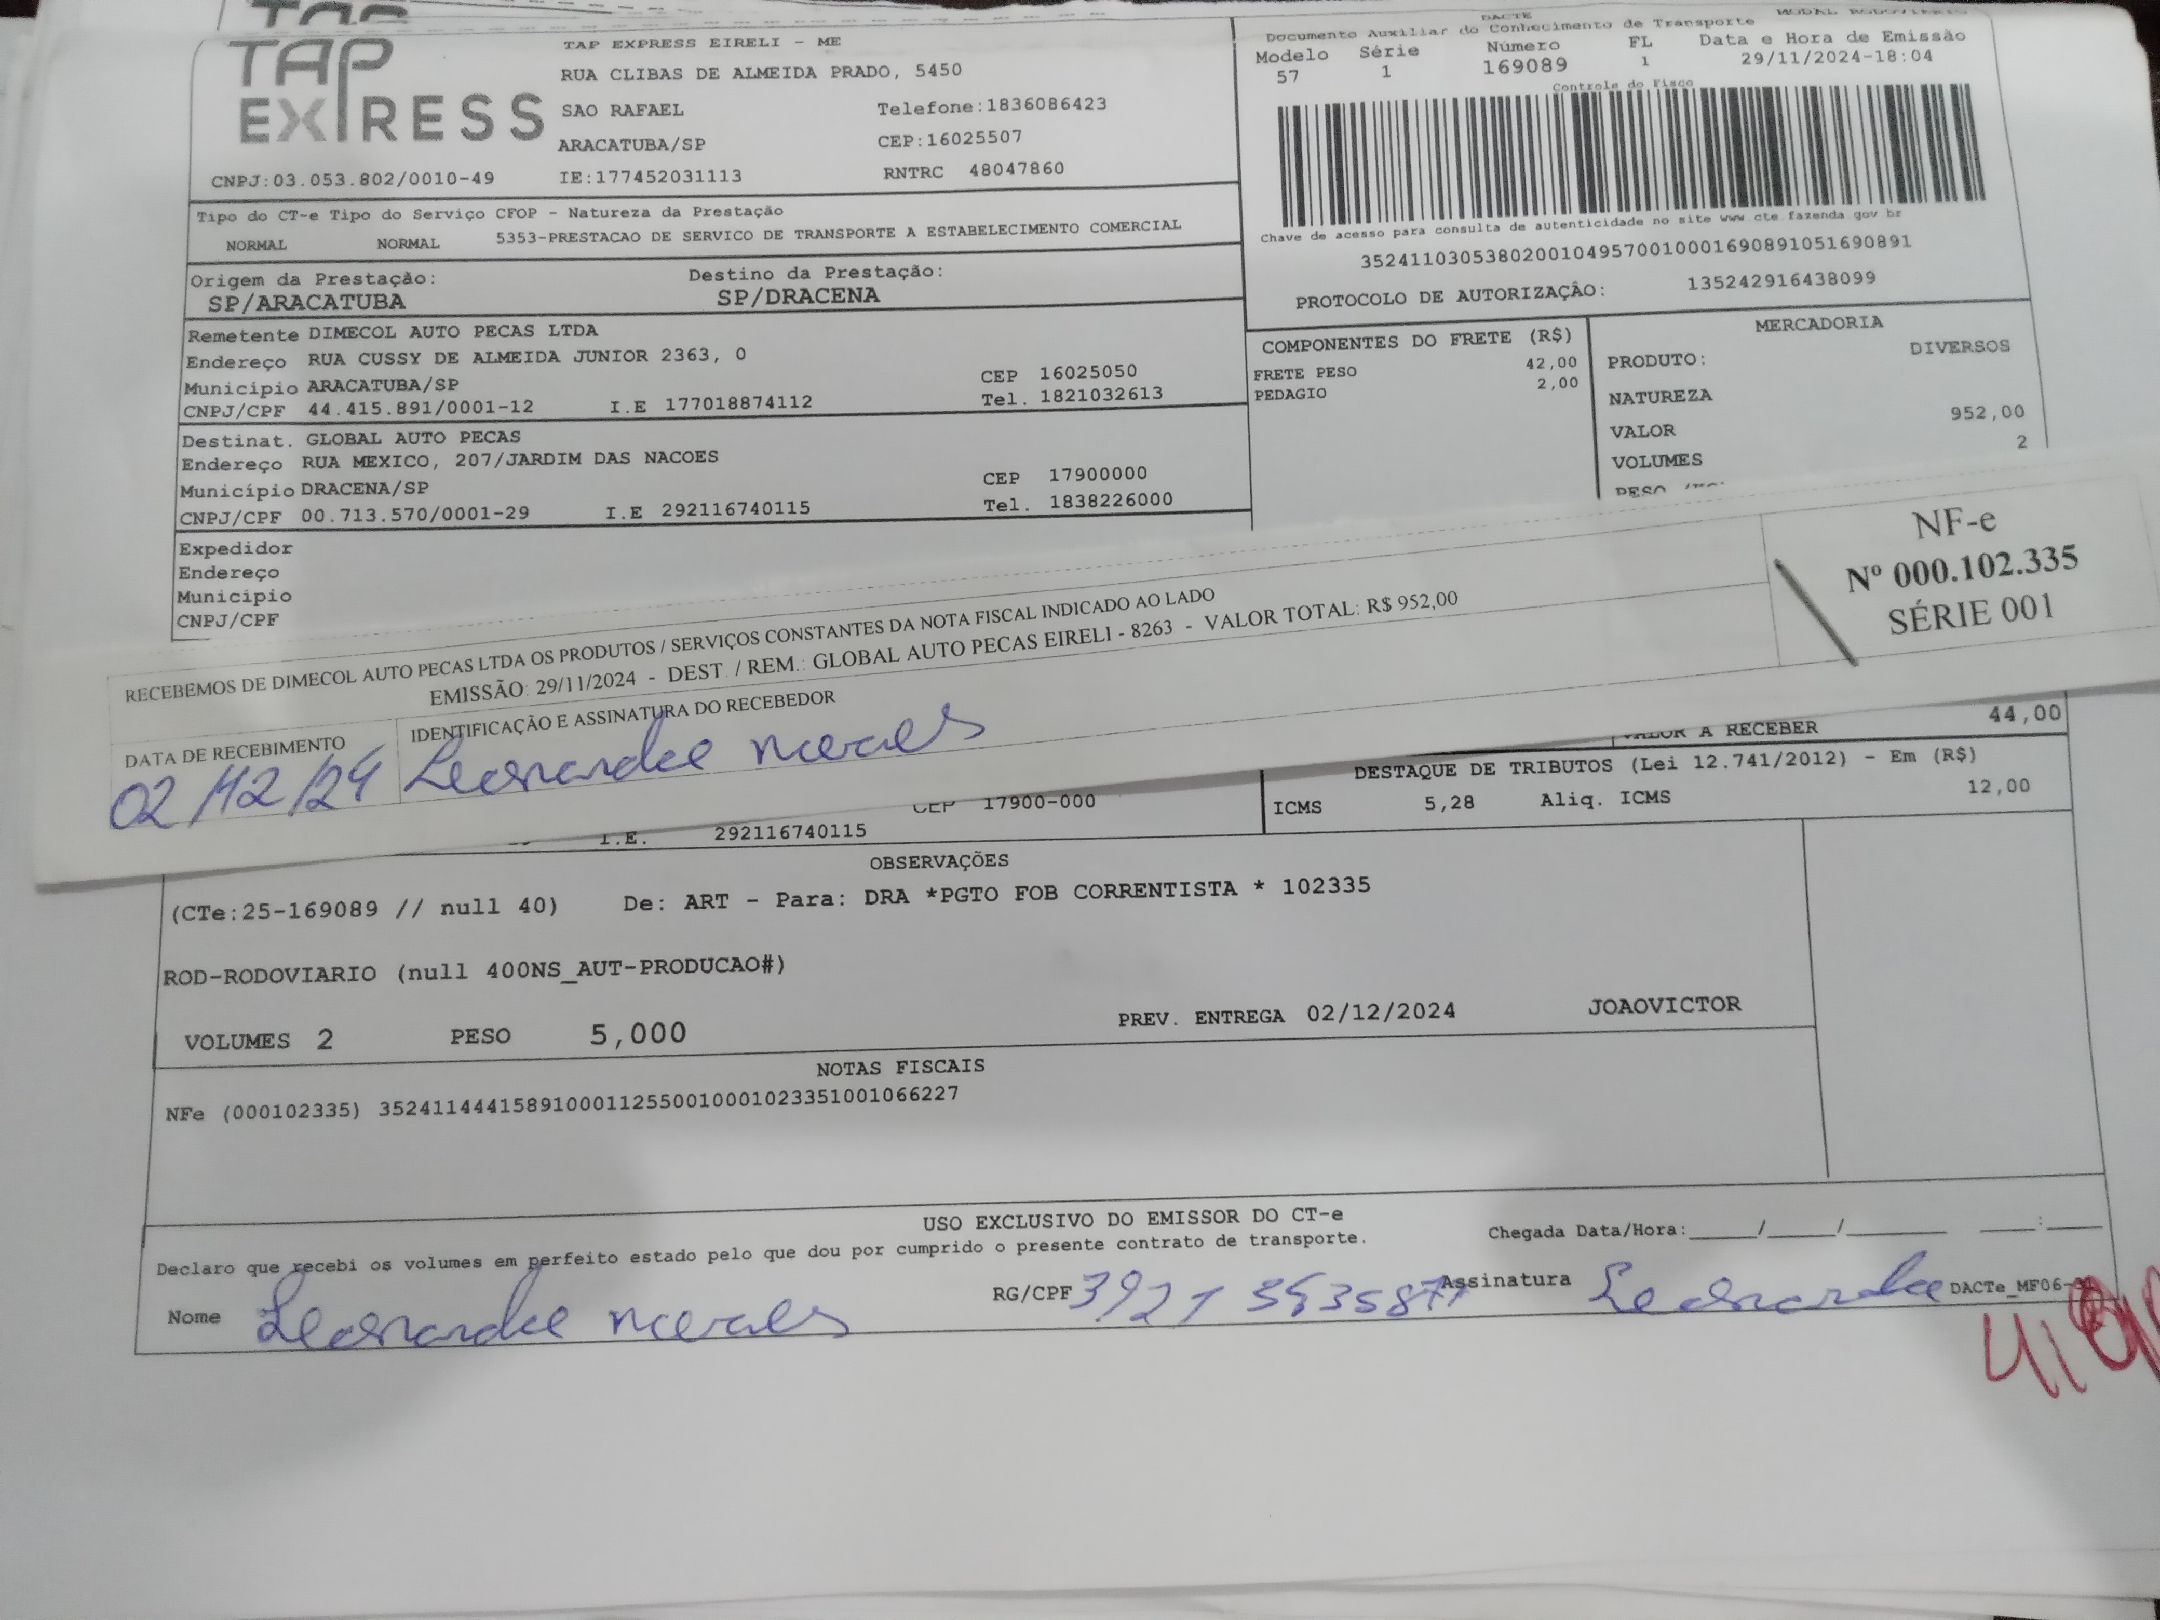 TAP
EXPRESS
TAP EXPRESS EIRELI - ME
RUA CLIBAS DE ALMEIDA PRADO, 5450
SAO RAFAEL Telefone:1836086423
ARACATUBA/SP CEP:16025507
CNPJ:03.053.802/0010-49 IE:177452031113 RNTRC 48047860
DACTE MODAL RODOVIARIO
Documento Auxiliar do Conhecimento de Transporte
Modelo Série Número FL Data e Hora de Emissão
57 1 169089 1 29/11/2024-18:04
Controle do Fisco
Chave de acesso para consulta de autenticidade no site www.cte.fazenda.gov.br
35241103053802001049570010001690891051690891
PROTOCOLO DE AUTORIZAÇÃO: 135242916438099
Tipo do CT-e Tipo do Serviço CFOP - Natureza da Prestação
NORMAL NORMAL 5353-PRESTACAO DE SERVICO DE TRANSPORTE A ESTABELECIMENTO COMERCIAL
Origem da Prestação: Destino da Prestação:
SP/ARACATUBA SP/DRACENA
Remetente DIMECOL AUTO PECAS LTDA
Endereço RUA CUSSY DE ALMEIDA JUNIOR 2363, 0
Municipio ARACATUBA/SP CEP 16025050
CNPJ/CPF 44.415.891/0001-12 I.E 177018874112 Tel. 1821032613
Destinat. GLOBAL AUTO PECAS
Endereço RUA MEXICO, 207/JARDIM DAS NACOES
Município DRACENA/SP CEP 17900000
CNPJ/CPF 00.713.570/0001-29 I.E 292116740115 Tel. 1838226000
Expedidor
Endereço
Municipio
CNPJ/CPF
COMPONENTES DO FRETE (R$)
FRETE PESO 42,00
PEDAGIO 2,00
MERCADORIA
PRODUTO: DIVERSOS
NATUREZA
VALOR 952,00
VOLUMES 2
PESO
RECEBEMOS DE DIMECOL AUTO PECAS LTDA OS PRODUTOS / SERVIÇOS CONSTANTES DA NOTA FISCAL INDICADO AO LADO
EMISSÃO: 29/11/2024 - DEST. / REM.: GLOBAL AUTO PECAS EIRELI - 8263 - VALOR TOTAL: R$ 952,00
DATA DE RECEBIMENTO IDENTIFICAÇÃO E ASSINATURA DO RECEBEDOR
02/12/24
NF-e
Nº 000.102.335
SÉRIE 001
VALOR A RECEBER 44,00
DESTAQUE DE TRIBUTOS (Lei 12.741/2012) - Em (R$)
ICMS 5,28 Aliq. ICMS 12,00
CEP 17900-000
I.E. 292116740115
OBSERVAÇÕES
(CTe:25-169089 // null 40) De: ART - Para: DRA *PGTO FOB CORRENTISTA * 102335
ROD-RODOVIARIO (null 400NS_AUT-PRODUCAO#)
VOLUMES 2 PESO 5,000 PREV. ENTREGA 02/12/2024 JOAOVICTOR
NOTAS FISCAIS
NFe (000102335) 35241144415891000112550010001023351001066227
USO EXCLUSIVO DO EMISSOR DO CT-e
Declaro que recebi os volumes em perfeito estado pelo que dou por cumprido o presente contrato de transporte. Chegada Data/Hora:____/____/______ ___:___
Nome RG/CPF Assinatura DACTe_MF06